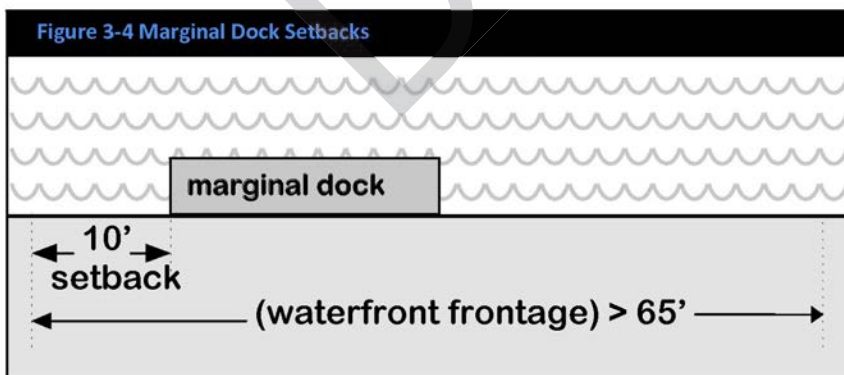 Figure 3-4 Marginal Dock Setbacks
marginal dock
10’
setback
(waterfront frontage) > 65’